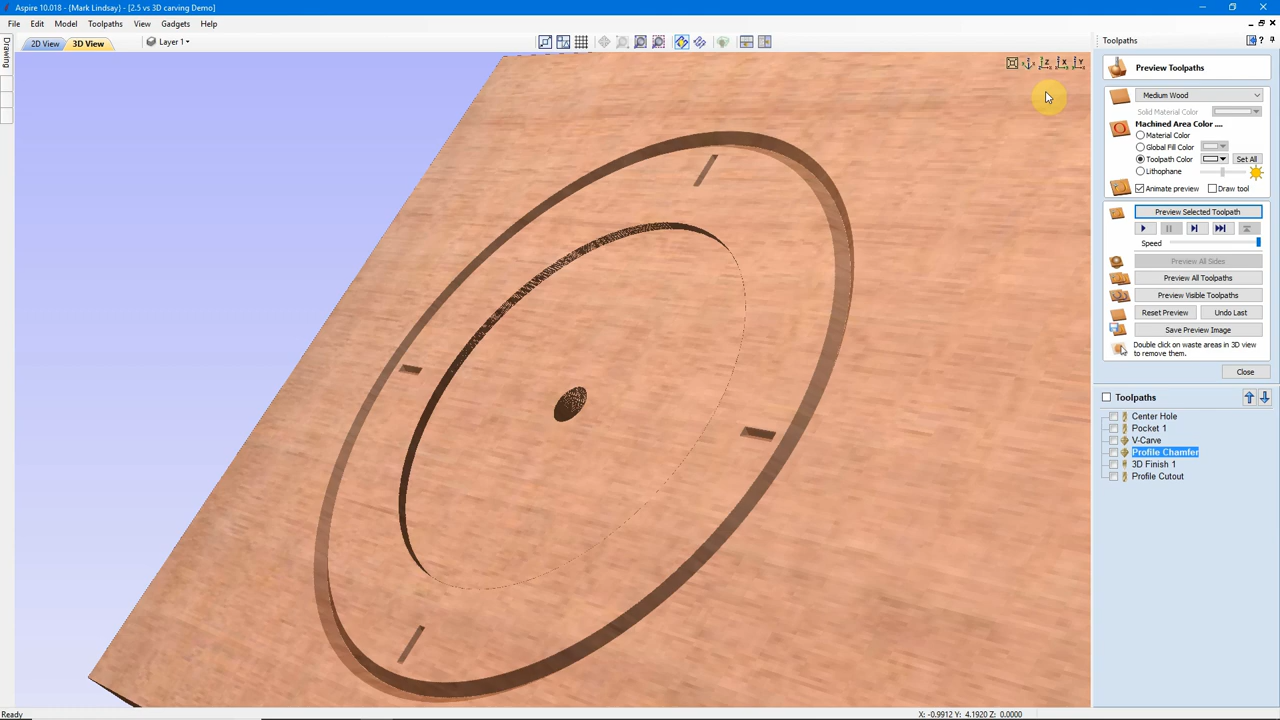 Aspire 10.018 - (Mark Lindsay) - [2.5 vs 3D carving Demo]
File Edit Model Toolpaths View Gadgets Help
2D View 3D View Layer 1
Drawing
Toolpaths
Preview Toolpaths
Medium Wood
Solid Material Color
Machined Area Color ....
Material Color
Global Fill Color
Toolpath Color Set All
Lithophane
Animate preview Draw tool
Preview Selected Toolpath
Speed
Preview All Sides
Preview All Toolpaths
Preview Visible Toolpaths
Reset Preview Undo Last
Save Preview Image
Double click on waste areas in 3D view
to remove them.
Close
Toolpaths
Center Hole
Pocket 1
V-Carve
Profile Chamfer
3D Finish 1
Profile Cutout
Z X Y
Ready X: -0.9912 Y: 4.1920 Z: 0.0000